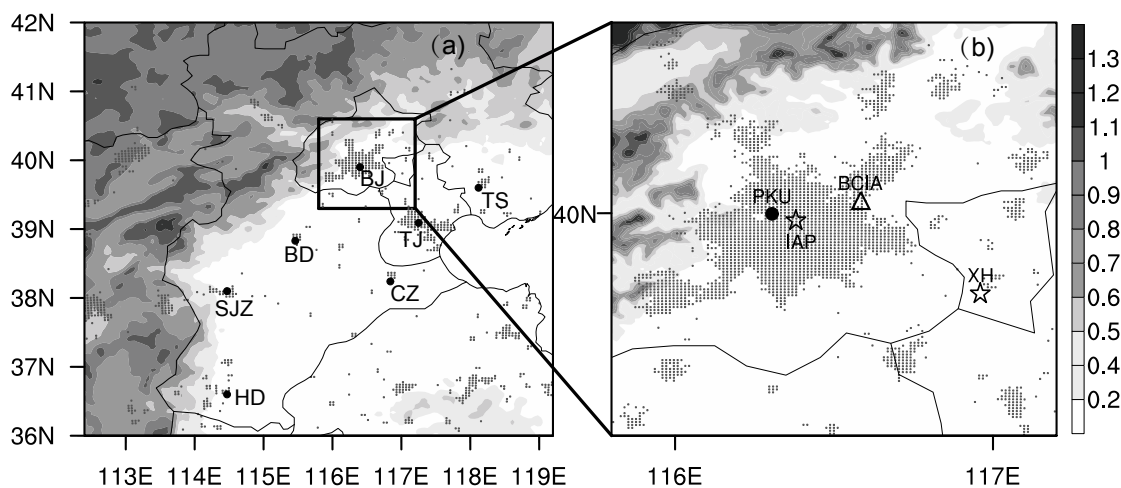 42N
41N
40N
39N
38N
37N
36N
113E
114E
115E
116E
117E
118E
119E
(a)
BJ
TS
TJ
BD
CZ
SJZ
HD
(b)
40N
116E
117E
PKU
BCIA
IAP
XH
1.3
1.2
1.1
1
0.9
0.8
0.7
0.6
0.5
0.4
0.2